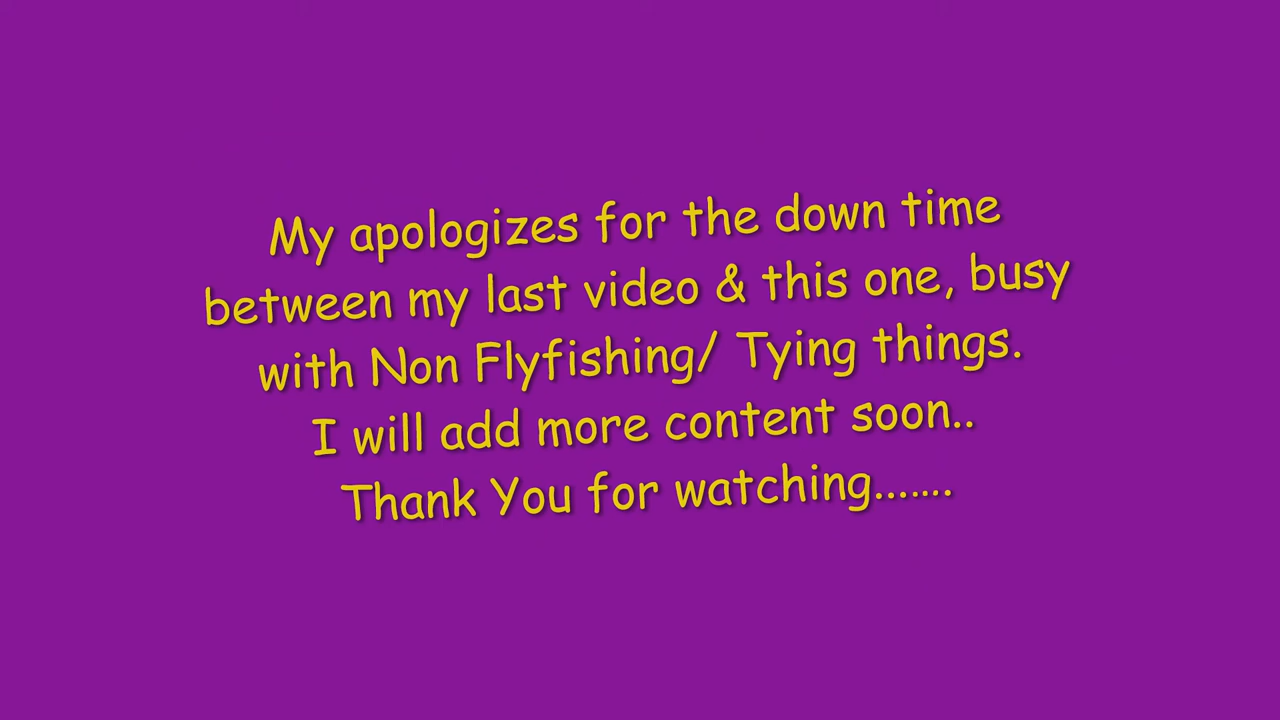 My apologizes for the down time
between my last video & this one, busy
with Non Flyfishing/ Tying things.
I will add more content soon..
Thank You for watching.......